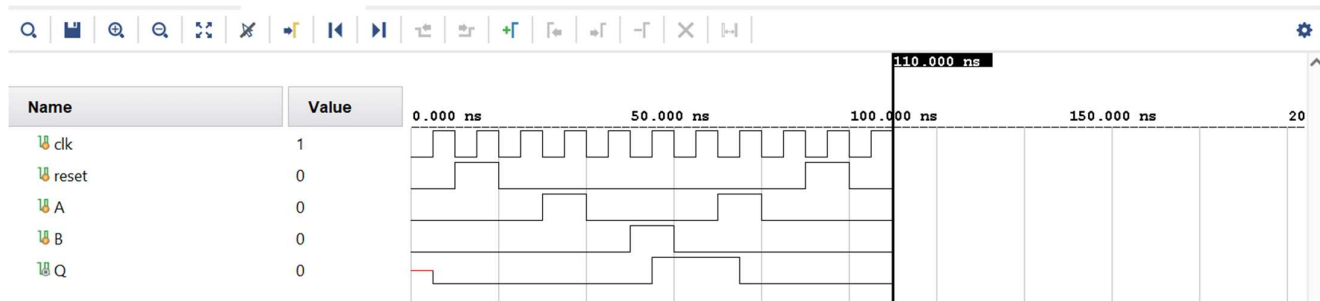 110.000 ns
Name Value
0.000 ns 50.000 ns 100.000 ns 150.000 ns 20
clk 1
reset 0
A 0
B 0
Q 0